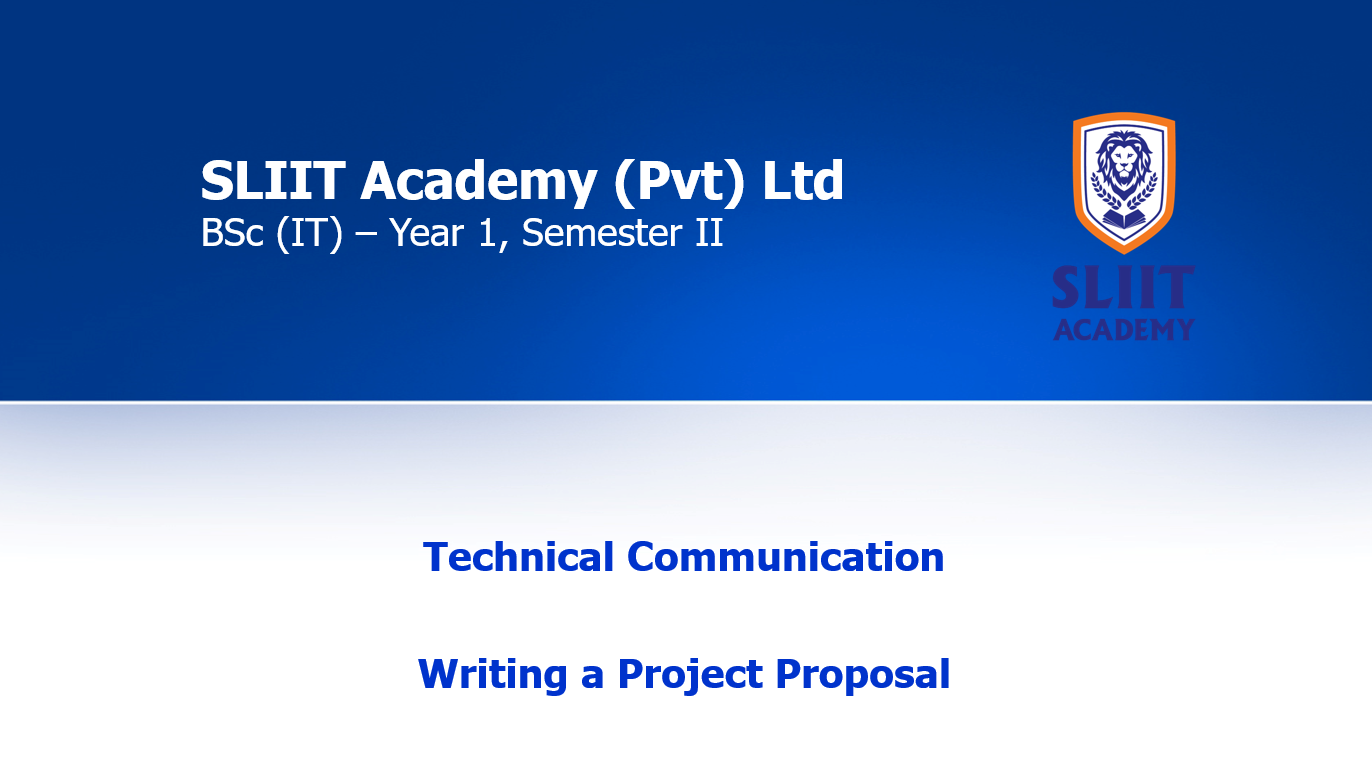 SLIIT Academy (Pvt) Ltd
BSc (IT) – Year 1, Semester II
SLIIT
ACADEMY
Technical Communication
Writing a Project Proposal